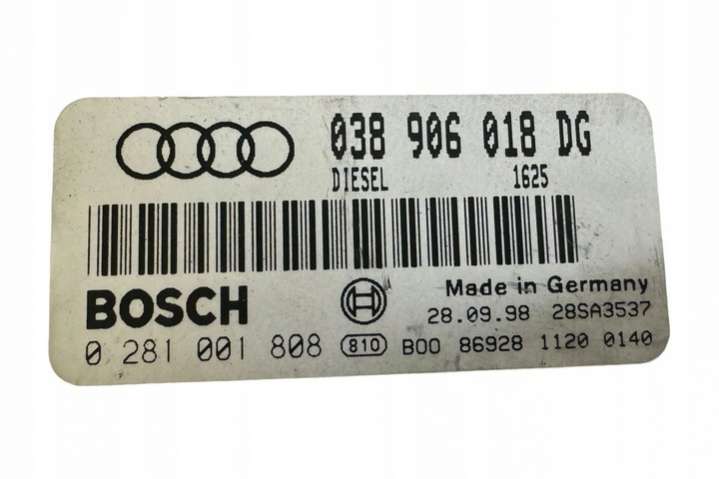 038 906 018 DG
DIESEL 1625
BOSCH Made in Germany
28.09.98 28SA3537
0 281 001 808 810 B00 86928 1120 0140